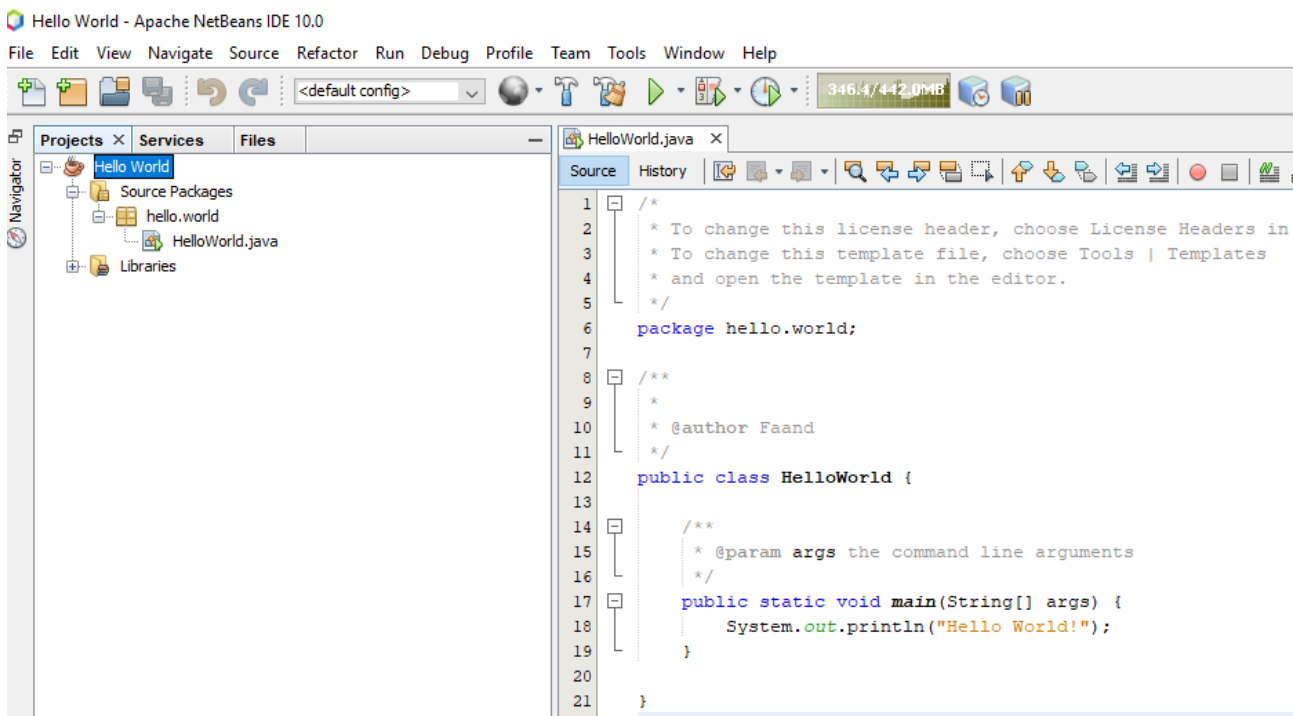 Hello World - Apache NetBeans IDE 10.0
File Edit View Navigate Source Refactor Run Debug Profile Team Tools Window Help
<default config>
346.4/442.0MB
Projects Services Files
Navigator
Hello World
Source Packages
hello.world
HelloWorld.java
Libraries
HelloWorld.java
Source History
1 /*
2 * To change this license header, choose License Headers in
3 * To change this template file, choose Tools | Templates
4 * and open the template in the editor.
5 */
6 package hello.world;
7
8 /**
9 *
10 * @author Faand
11 */
12 public class HelloWorld {
13
14 /**
15 * @param args the command line arguments
16 */
17 public static void main(String[] args) {
18 System.out.println("Hello World!");
19 }
20
21 }